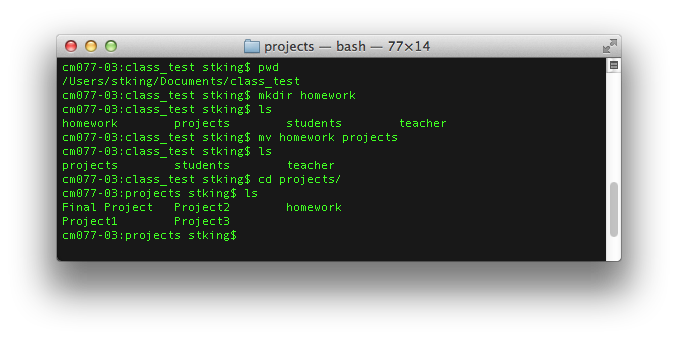 projects — bash — 77×14
cm077-03:class_test stking$ pwd
/Users/stking/Documents/class_test
cm077-03:class_test stking$ mkdir homework
cm077-03:class_test stking$ ls
homework        projects        students        teacher
cm077-03:class_test stking$ mv homework projects
cm077-03:class_test stking$ ls
projects        students        teacher
cm077-03:class_test stking$ cd projects/
cm077-03:projects stking$ ls
Final Project   Project2        homework
Project1        Project3
cm077-03:projects stking$